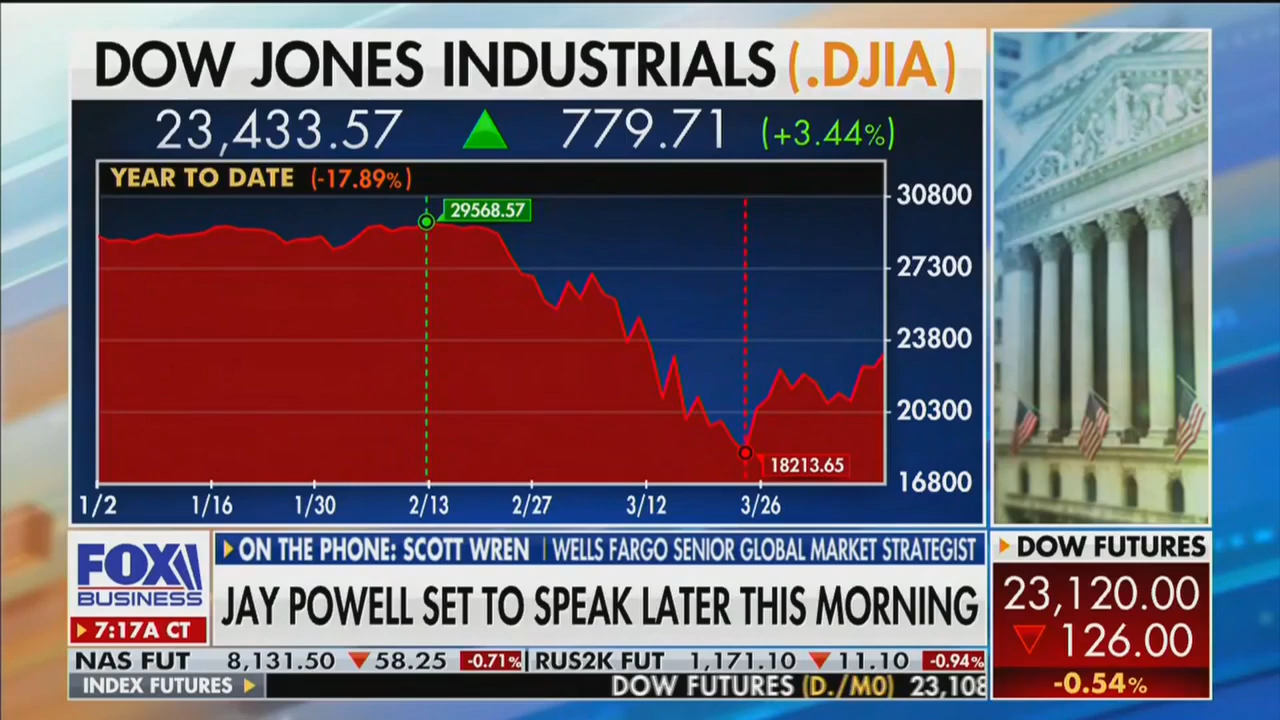 DOW JONES INDUSTRIALS (.DJIA)
23,433.57 ▲ 779.71 (+3.44%)
YEAR TO DATE (-17.89%)
29568.57
18213.65
30800
27300
23800
20300
16800
1/2 1/16 1/30 2/13 2/27 3/12 3/26
FOX BUSINESS
7:17A CT
ON THE PHONE: SCOTT WREN | WELLS FARGO SENIOR GLOBAL MARKET STRATEGIST
JAY POWELL SET TO SPEAK LATER THIS MORNING
DOW FUTURES
23,120.00
▼ 126.00
-0.54%
NAS FUT 8,131.50 ▼ 58.25 -0.71% RUS2K FUT 1,171.10 ▼ 11.10 -0.94%
INDEX FUTURES DOW FUTURES (D./M0) 23,108